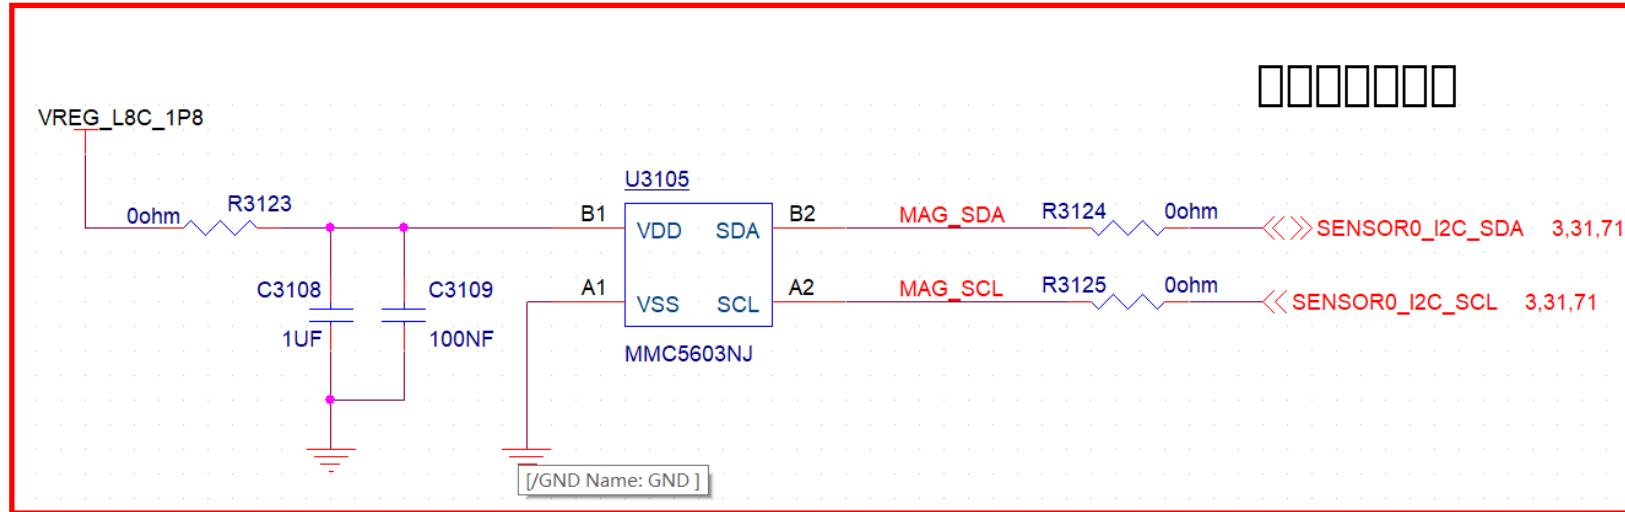 VREG_L8C_1P8
U3105
0ohm R3123 B1 VDD SDA B2 MAG_SDA R3124 0ohm SENSOR0_I2C_SDA 3,31,71
C3108 C3109 A1 VSS SCL A2 MAG_SCL R3125 0ohm SENSOR0_I2C_SCL 3,31,71
1UF 100NF MMC5603NJ
[/GND Name: GND ]